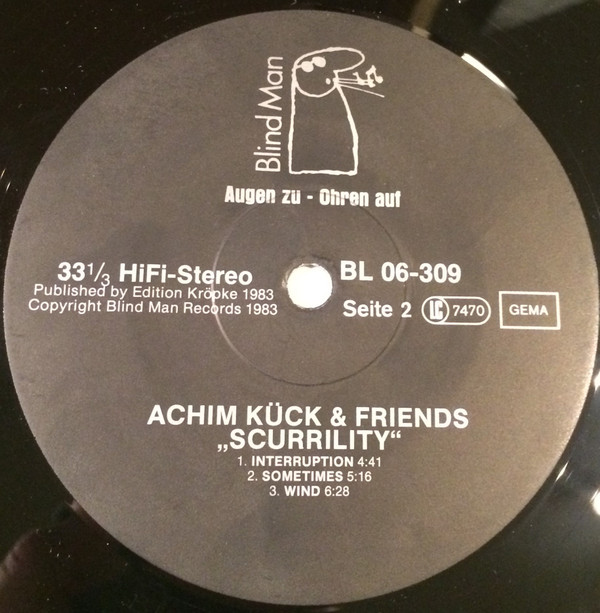 Blind Man
Augen zu - Ohren auf
33 1/3 HiFi-Stereo
Published by Edition Kröpke 1983
Copyright Blind Man Records 1983
BL 06-309
Seite 2 LC 7470 GEMA
ACHIM KÜCK & FRIENDS
„SCURRILITY“
1. INTERRUPTION 4:41
2. SOMETIMES 5:16
3. WIND 6:28